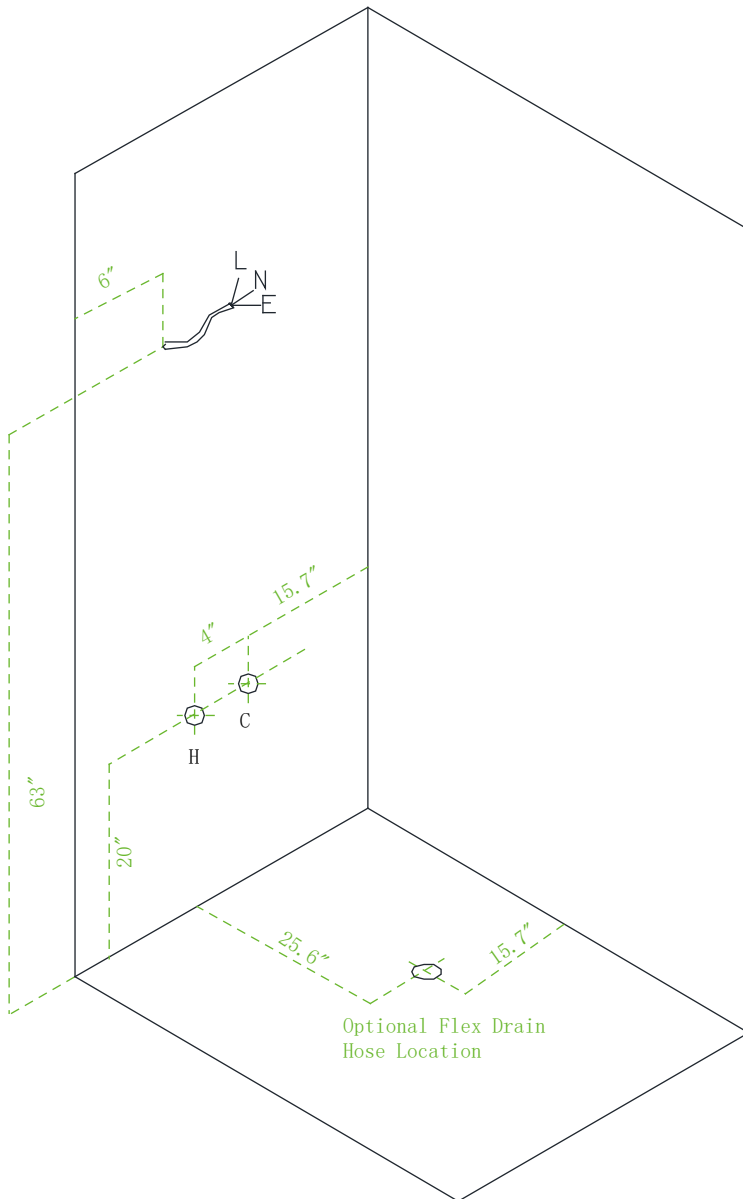 L
N
E
6″
15.7″
4″
C
H
63″
20″
25.6″
15.7″
Optional Flex Drain
Hose Location